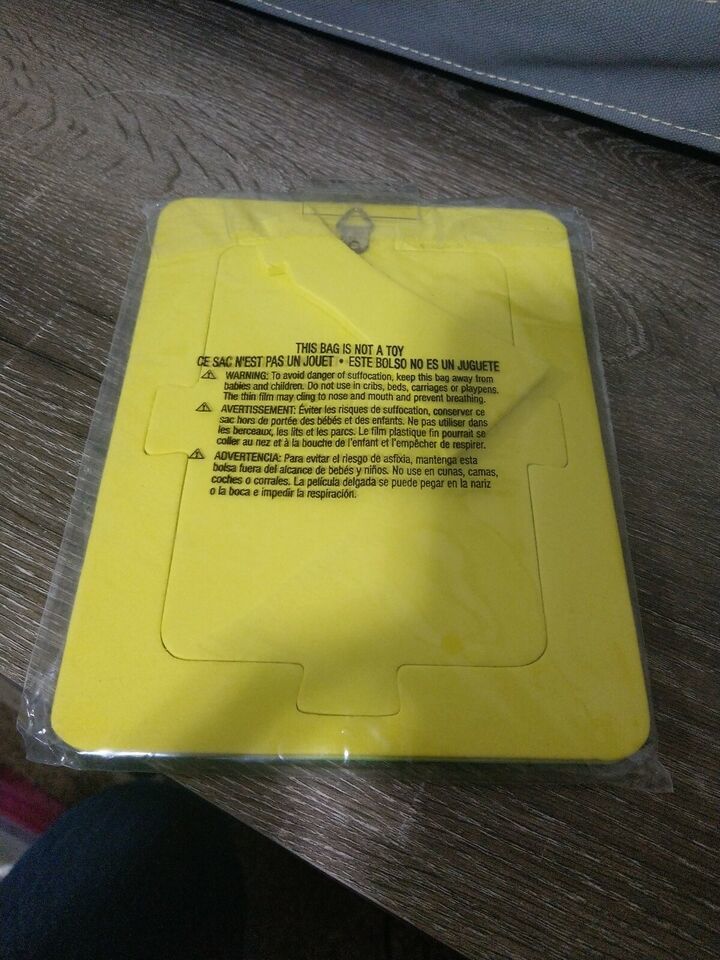 THIS BAG IS NOT A TOY
CE SAC N'EST PAS UN JOUET • ESTE BOLSO NO ES UN JUGUETE
WARNING: To avoid danger of suffocation, keep this bag away from
babies and children. Do not use in cribs, beds, carriages or playpens.
The thin film may cling to nose and mouth and prevent breathing.
AVERTISSEMENT: Éviter les risques de suffocation, conserver ce
sac hors de portée des bébés et des enfants. Ne pas utiliser dans
les berceaux, les lits et les parcs. Le film plastique fin pourrait se
coller au nez et à la bouche de l'enfant et l'empêcher de respirer.
ADVERTENCIA: Para evitar el riesgo de asfixia, mantenga esta
bolsa fuera del alcance de bebés y niños. No use en cunas, camas,
coches o corrales. La película delgada se puede pegar en la nariz
o la boca e impedir la respiración.